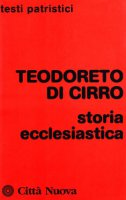 testi patristici
TEODORETO
DI CIRRO
storia
ecclesiastica
Città Nuova